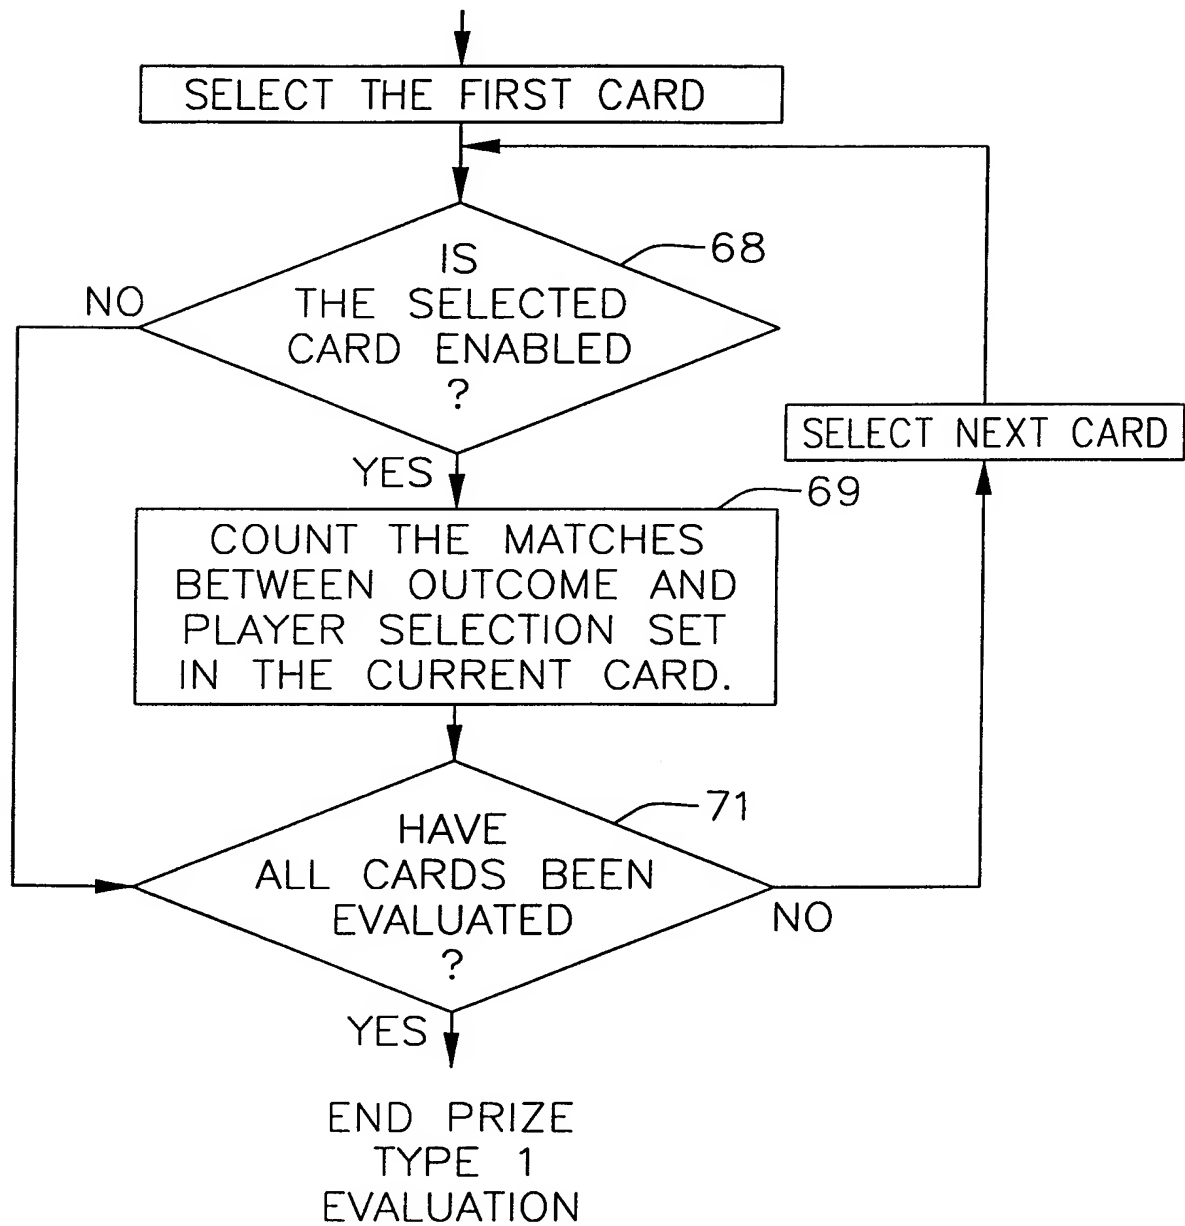 SELECT THE FIRST CARD
68
IS
THE SELECTED
CARD ENABLED
?
NO
YES
SELECT NEXT CARD
69
COUNT THE MATCHES
BETWEEN OUTCOME AND
PLAYER SELECTION SET
IN THE CURRENT CARD.
71
HAVE
ALL CARDS BEEN
EVALUATED
?
NO
YES
END PRIZE
TYPE 1
EVALUATION